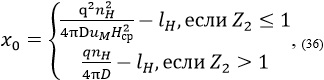 x₀ = { (q²n_H²)/(4πDu_M H_ср²) − l_H, если Z₂ ≤ 1
(qn_H)/(4πD) − l_H, если Z₂ > 1 , (36)